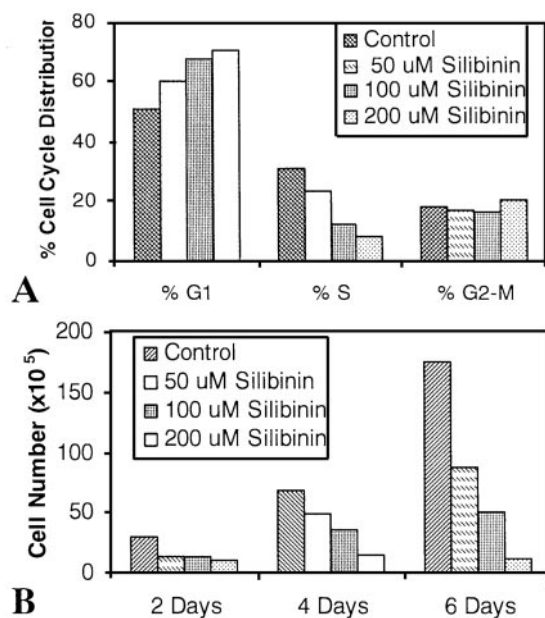 80
60
40
20
0
% Cell Cycle Distribution
Control
50 uM Silibinin
100 uM Silibinin
200 uM Silibinin
% G1 % S % G2-M
A
200
150
100
50
0
Cell Number (x10 5)
Control
50 uM Silibinin
100 uM Silibinin
200 uM Silibinin
2 Days 4 Days 6 Days
B